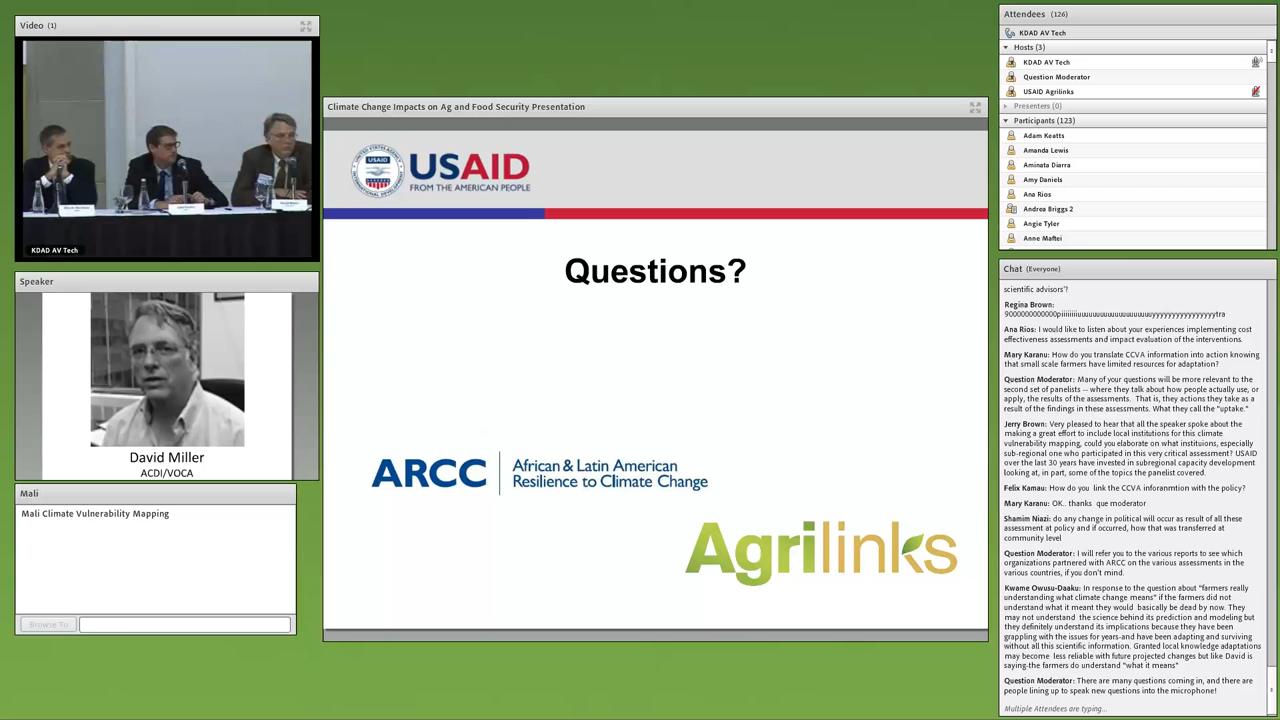 Video (1)
KDAD AV Tech
Speaker
David Miller
ACDI/VOCA
Mali
Mali Climate Vulnerability Mapping
Browse To
Climate Change Impacts on Ag and Food Security Presentation
USAID
USAID
FROM THE AMERICAN PEOPLE
Questions?
ARCC
African & Latin American
Resilience to Climate Change
Agrilinks
Attendees (126)
KDAD AV Tech
Hosts (3)
KDAD AV Tech
Question Moderator
USAID Agrilinks
Presenters (0)
Participants (123)
Adam Keatts
Amanda Lewis
Aminata Diarra
Amy Daniels
Ana Rios
Andrea Briggs 2
Angie Tyler
Anne Maftei
Chat (Everyone)
scientific advisors'?
Regina Brown:
Ana Rios: I would like to listen about your experiences implementing cost
effectiveness assessments and impact evaluation of the interventions.
Mary Karanu: How do you translate CCVA information into action knowing
that small scale farmers have limited resources for adaptation?
Question Moderator: Many of your questions will be more relevant to the
second set of panelists -- where they talk about how people actually use, or
apply, the results of the assessments. That is, they actions they take as a
result of the findings in these assessments. What they call the "uptake."
Jerry Brown: Very pleased to hear that all the speaker spoke about the
making a great effort to include local institutions for this climate
vulnerability mapping, could you elaborate on what instituions, especially
sub-regional one who participated in this very critical assessment? USAID
over the last 30 years have invested in subregional capacity development
looking at, in part, some of the topics the panelist covered.
Felix Kamau: How do you link the CCVA inforanmtion with the policy?
Mary Karanu: OK.. thanks que moderator
Shamim Niazi: do any change in political will occur as result of all these
assessment at policy and if occurred, how that was transferred at
community level
Question Moderator: I will refer you to the various reports to see which
organizations partnered with ARCC on the various assessments in the
various countries, if you don't mind.
Kwame Owusu-Daaku: In response to the question about "farmers really
understanding what climate change means" if the farmers did not
understand what it meant they would basically be dead by now. They
may not understand the science behind its prediction and modeling but
they definitely understand its implications because they have been
grappling with the issues for years-and have been adapting and surviving
without all this scientific information. Granted local knowledge adaptations
may become less reliable with future projected changes but like David is
saying-the farmers do understand "what it means"
Question Moderator: There are many questions coming in, and there are
people lining up to speak new questions into the microphone!
Multiple Attendees are typing...